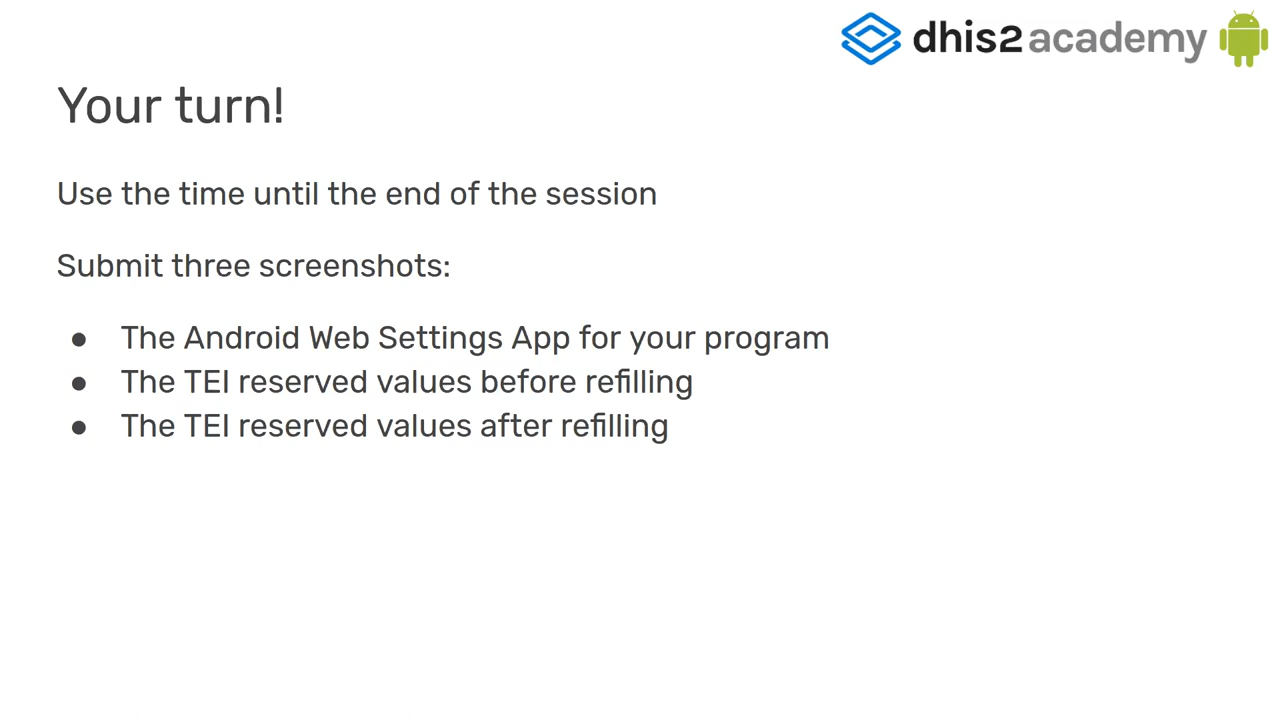 dhis2 academy
Your turn!
Use the time until the end of the session
Submit three screenshots:
● The Android Web Settings App for your program
● The TEI reserved values before refilling
● The TEI reserved values after refilling